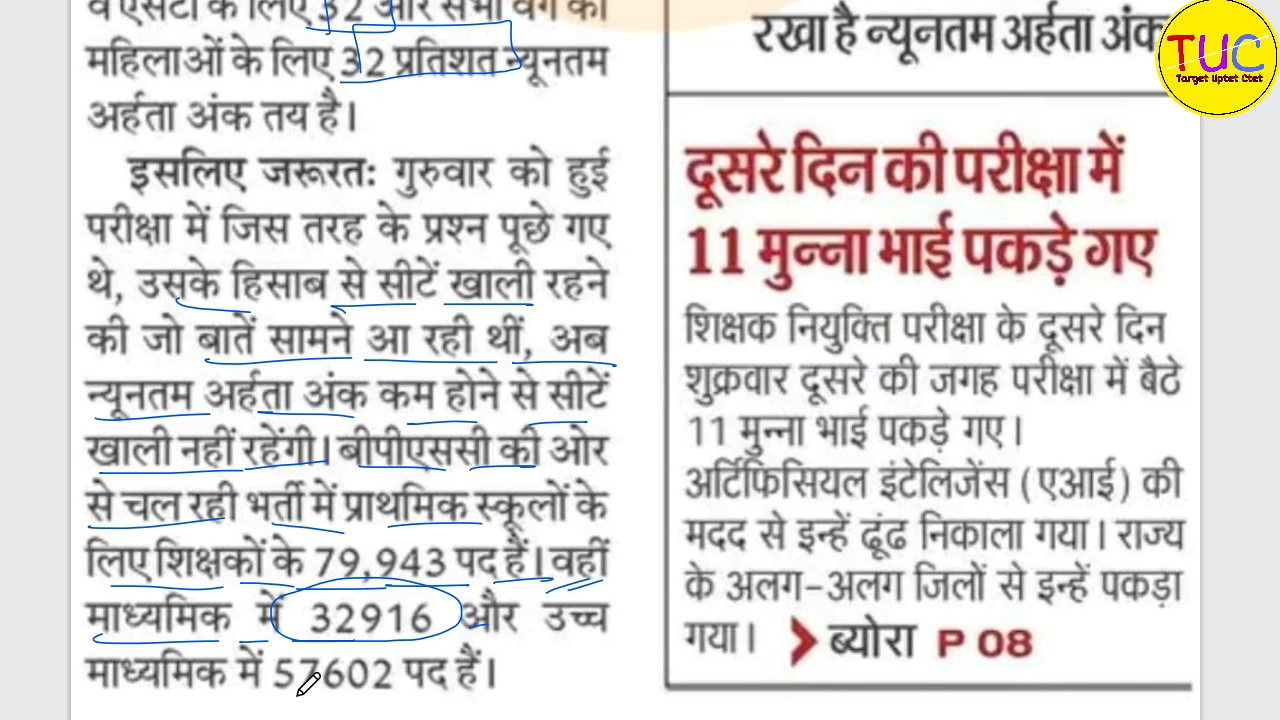 व एसटी के लिए 32 और सभी वर्ग की
महिलाओं के लिए 32 प्रतिशत न्यूनतम
अर्हता अंक तय है।
इसलिए जरूरत: गुरुवार को हुई
परीक्षा में जिस तरह के प्रश्न पूछे गए
थे, उसके हिसाब से सीटें खाली रहने
की जो बातें सामने आ रही थीं, अब
न्यूनतम अर्हता अंक कम होने से सीटें
खाली नहीं रहेंगी। बीपीएससी की ओर
से चल रही भर्ती में प्राथमिक स्कूलों के
लिए शिक्षकों के 79,943 पद हैं। वहीं
माध्यमिक में 32916 और उच्च
माध्यमिक में 57602 पद हैं।
रखा है न्यूनतम अर्हता अंक
दूसरे दिन की परीक्षा में
11 मुन्ना भाई पकड़े गए
शिक्षक नियुक्ति परीक्षा के दूसरे दिन
शुक्रवार दूसरे की जगह परीक्षा में बैठे
11 मुन्ना भाई पकड़े गए।
अर्टिफिसियल इंटेलिजेंस (एआई) की
मदद से इन्हें ढूंढ निकाला गया। राज्य
के अलग-अलग जिलों से इन्हें पकड़ा
गया। ब्योरा P 08
TUC
Target Uptet Ctet